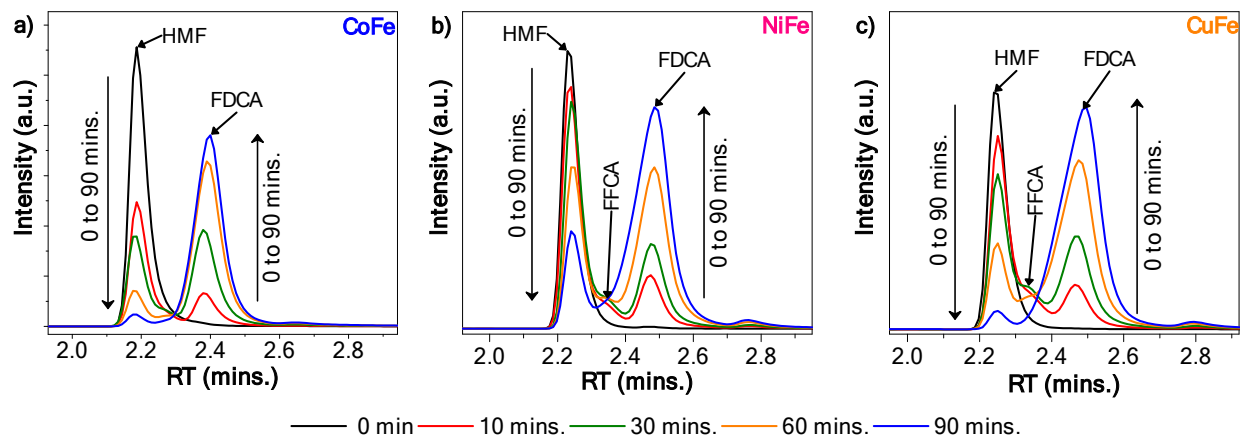 a)
CoFe
HMF
FDCA
0 to 90 mins.
0 to 90 mins.
Intensity (a.u.)
2.0 2.2 2.4 2.6 2.8
RT (mins.)
b)
NiFe
HMF
FDCA
FFCA
0 to 90 mins.
0 to 90 mins.
Intensity (a.u.)
2.0 2.2 2.4 2.6 2.8
RT (mins.)
c)
CuFe
HMF
FDCA
FFCA
0 to 90 mins.
0 to 90 mins.
Intensity (a.u.)
2.0 2.2 2.4 2.6 2.8
RT (mins.)
0 min 10 mins. 30 mins. 60 mins. 90 mins.